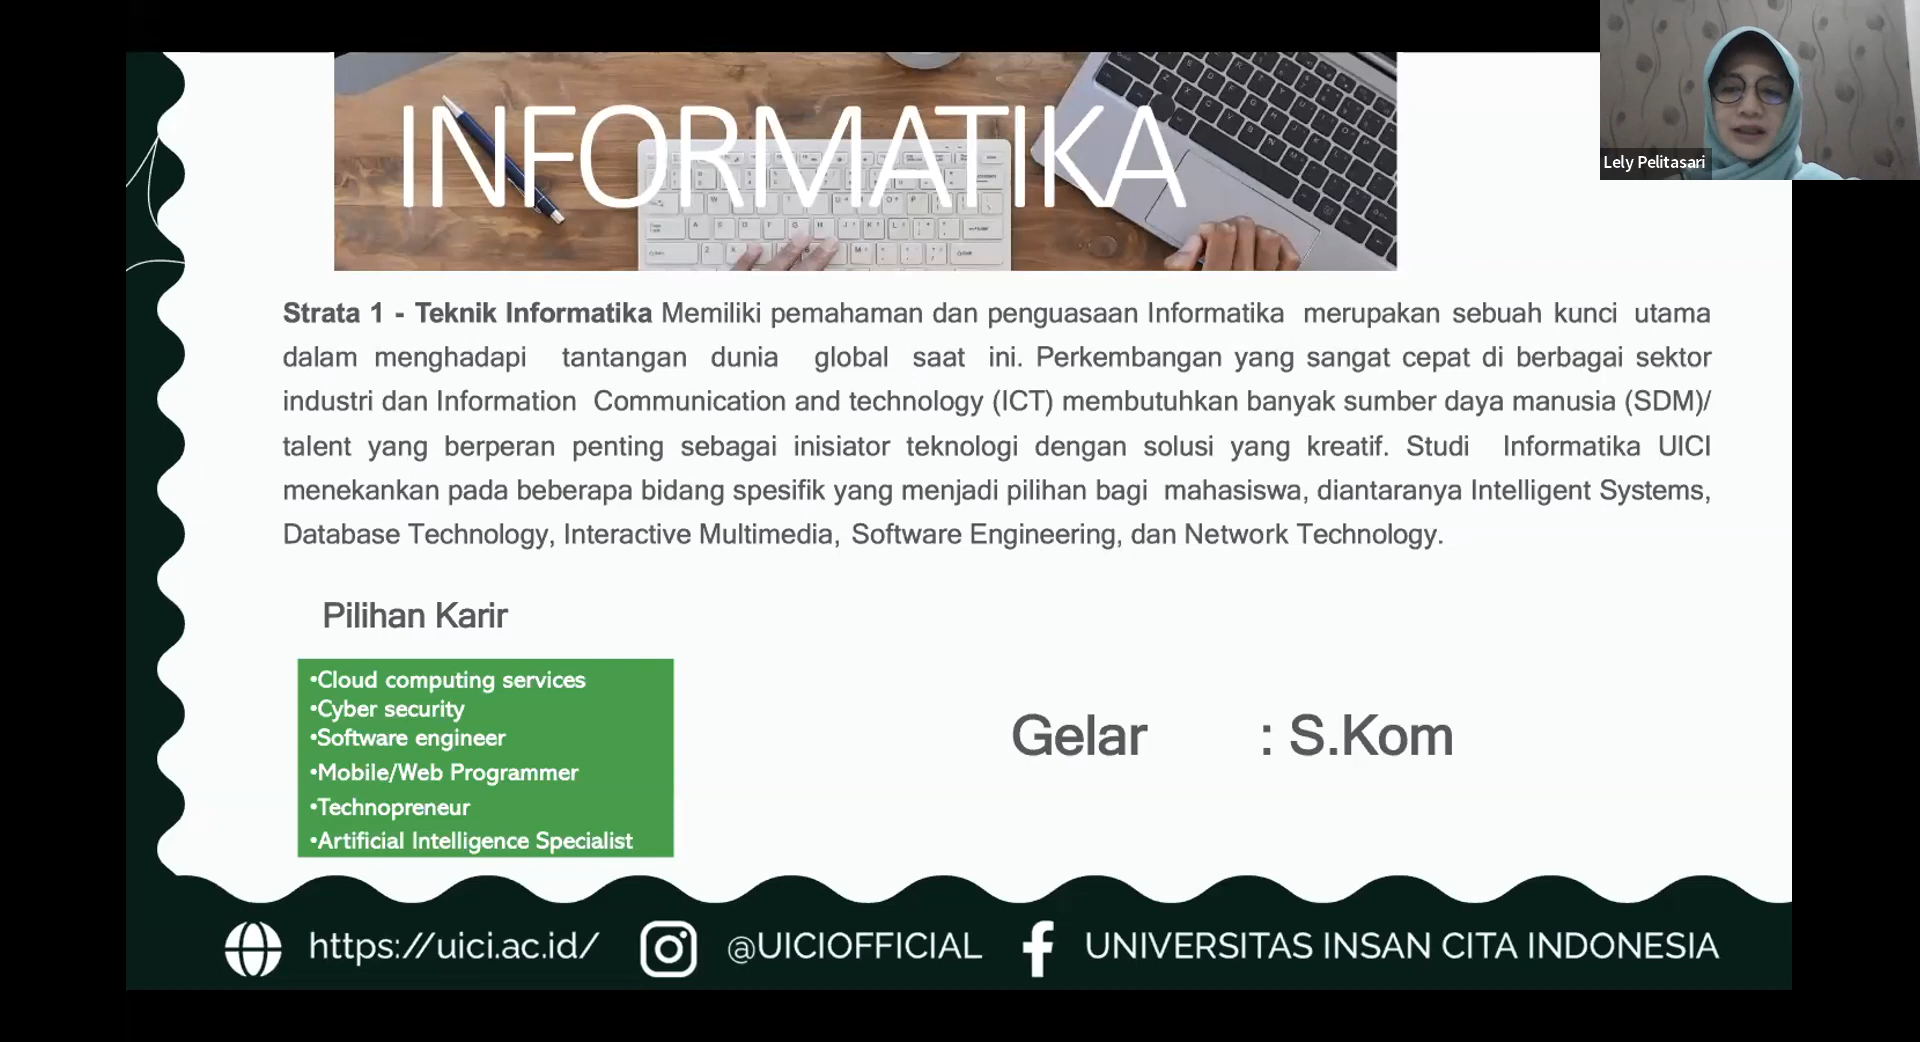 INFORMATIKA
Lely Pelitasari
Strata 1 - Teknik Informatika Memiliki pemahaman dan penguasaan Informatika merupakan sebuah kunci utama
dalam menghadapi tantangan dunia global saat ini. Perkembangan yang sangat cepat di berbagai sektor
industri dan Information Communication and technology (ICT) membutuhkan banyak sumber daya manusia (SDM)/
talent yang berperan penting sebagai inisiator teknologi dengan solusi yang kreatif. Studi Informatika UICI
menekankan pada beberapa bidang spesifik yang menjadi pilihan bagi mahasiswa, diantaranya Intelligent Systems,
Database Technology, Interactive Multimedia, Software Engineering, dan Network Technology.
Pilihan Karir
•Cloud computing services
•Cyber security
•Software engineer
•Mobile/Web Programmer
•Technopreneur
•Artificial Intelligence Specialist
Gelar : S.Kom
https://uici.ac.id/ @UICIOFFICIAL UNIVERSITAS INSAN CITA INDONESIA